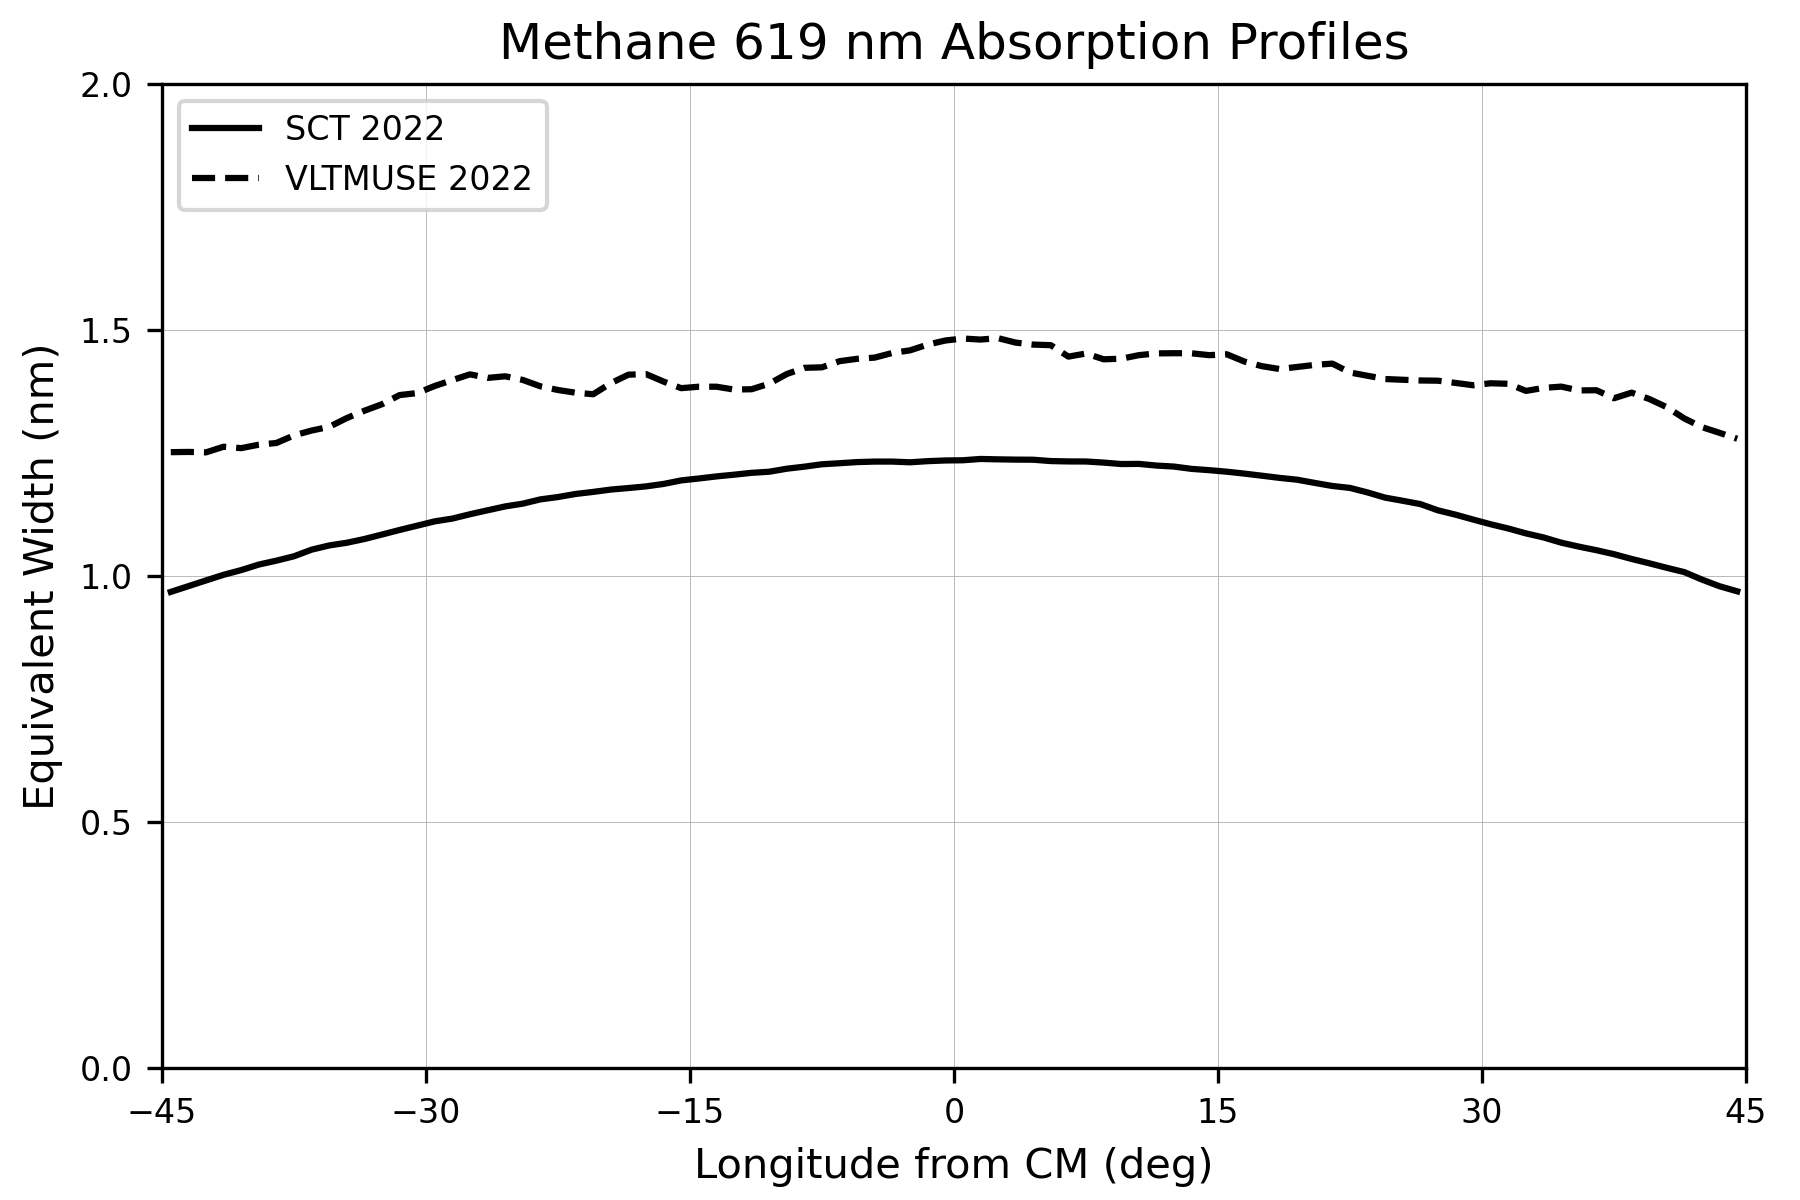 Methane 619 nm Absorption Profiles
SCT 2022
VLTMUSE 2022
Equivalent Width (nm)
2.0
1.5
1.0
0.5
0.0
−45 −30 −15 0 15 30 45
Longitude from CM (deg)